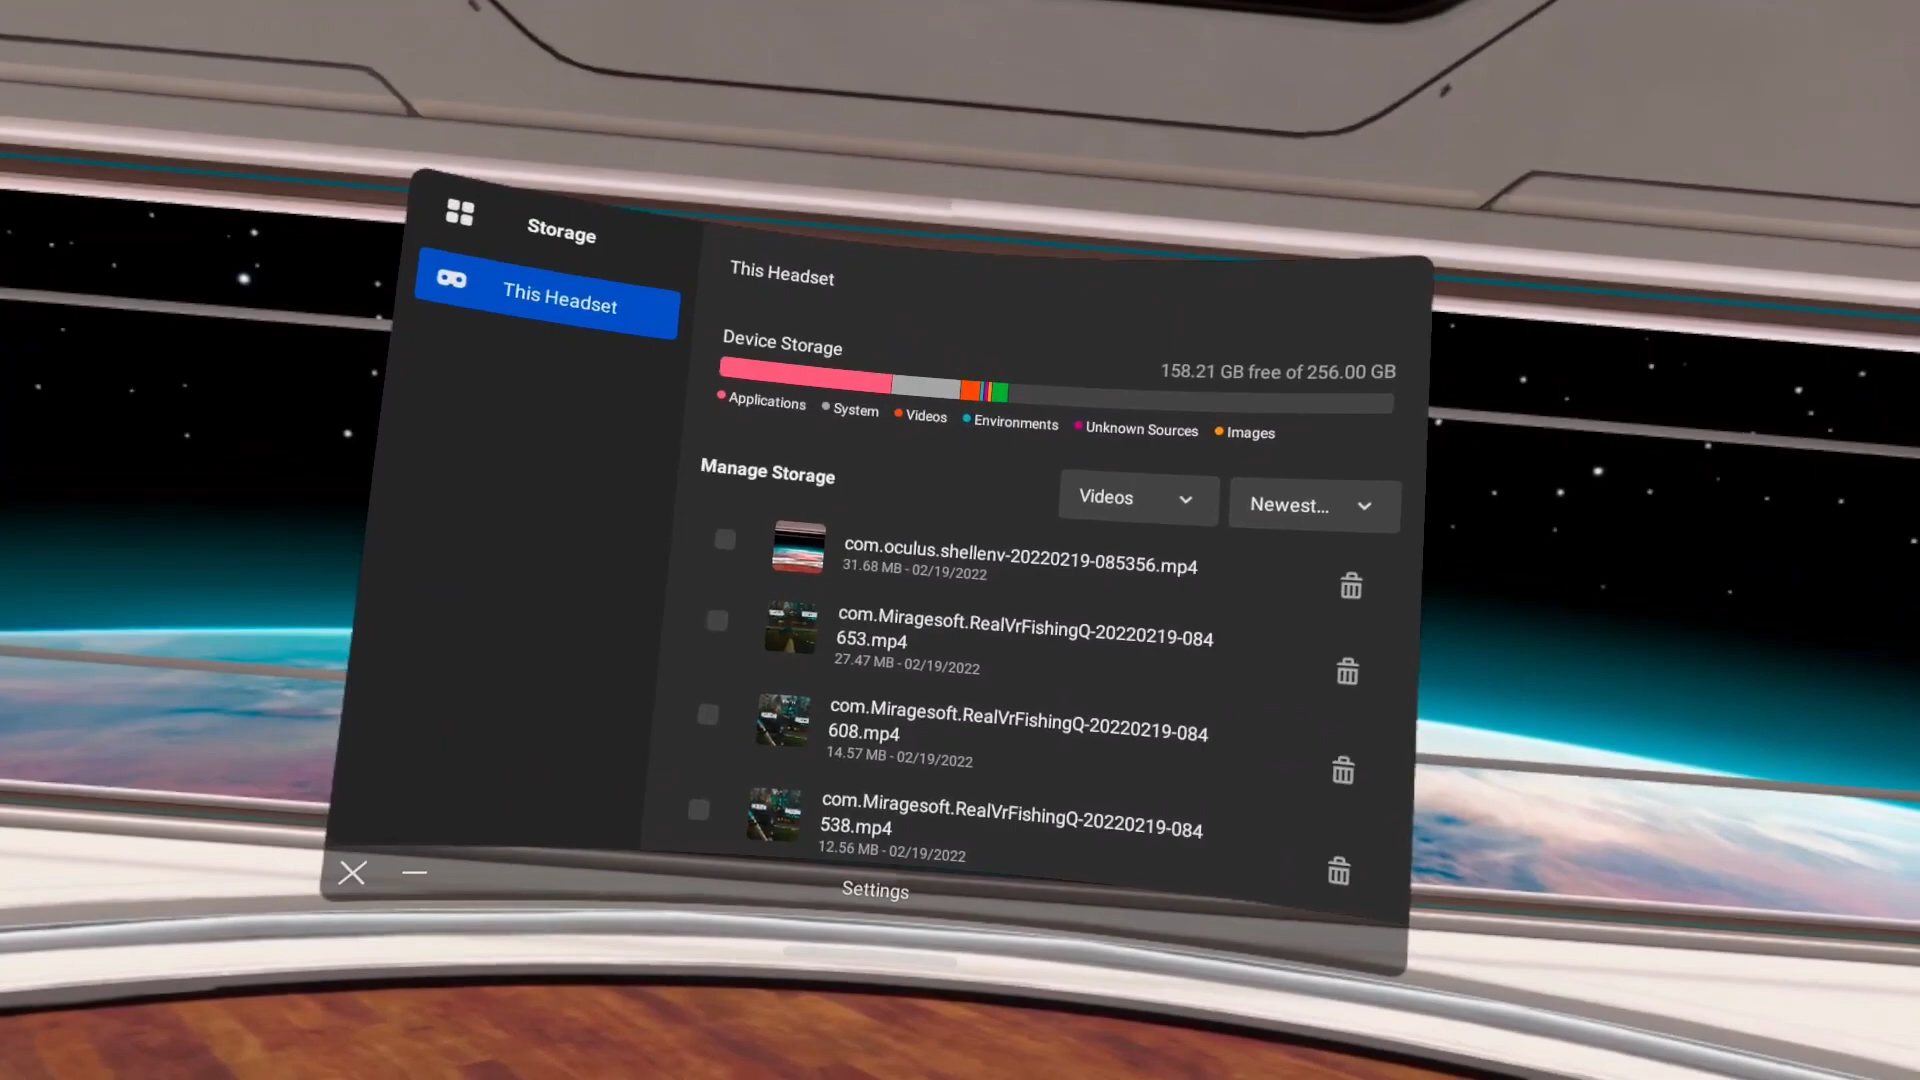 Storage
This Headset
This Headset
Device Storage
158.21 GB free of 256.00 GB
Applications System Videos Environments Unknown Sources Images
Manage Storage
Videos
Newest...
com.oculus.shellenv-20220219-085356.mp4
31.68 MB - 02/19/2022
com.Miragesoft.RealVrFishingQ-20220219-084
653.mp4
27.47 MB - 02/19/2022
com.Miragesoft.RealVrFishingQ-20220219-084
608.mp4
14.57 MB - 02/19/2022
com.Miragesoft.RealVrFishingQ-20220219-084
538.mp4
12.56 MB - 02/19/2022
Settings